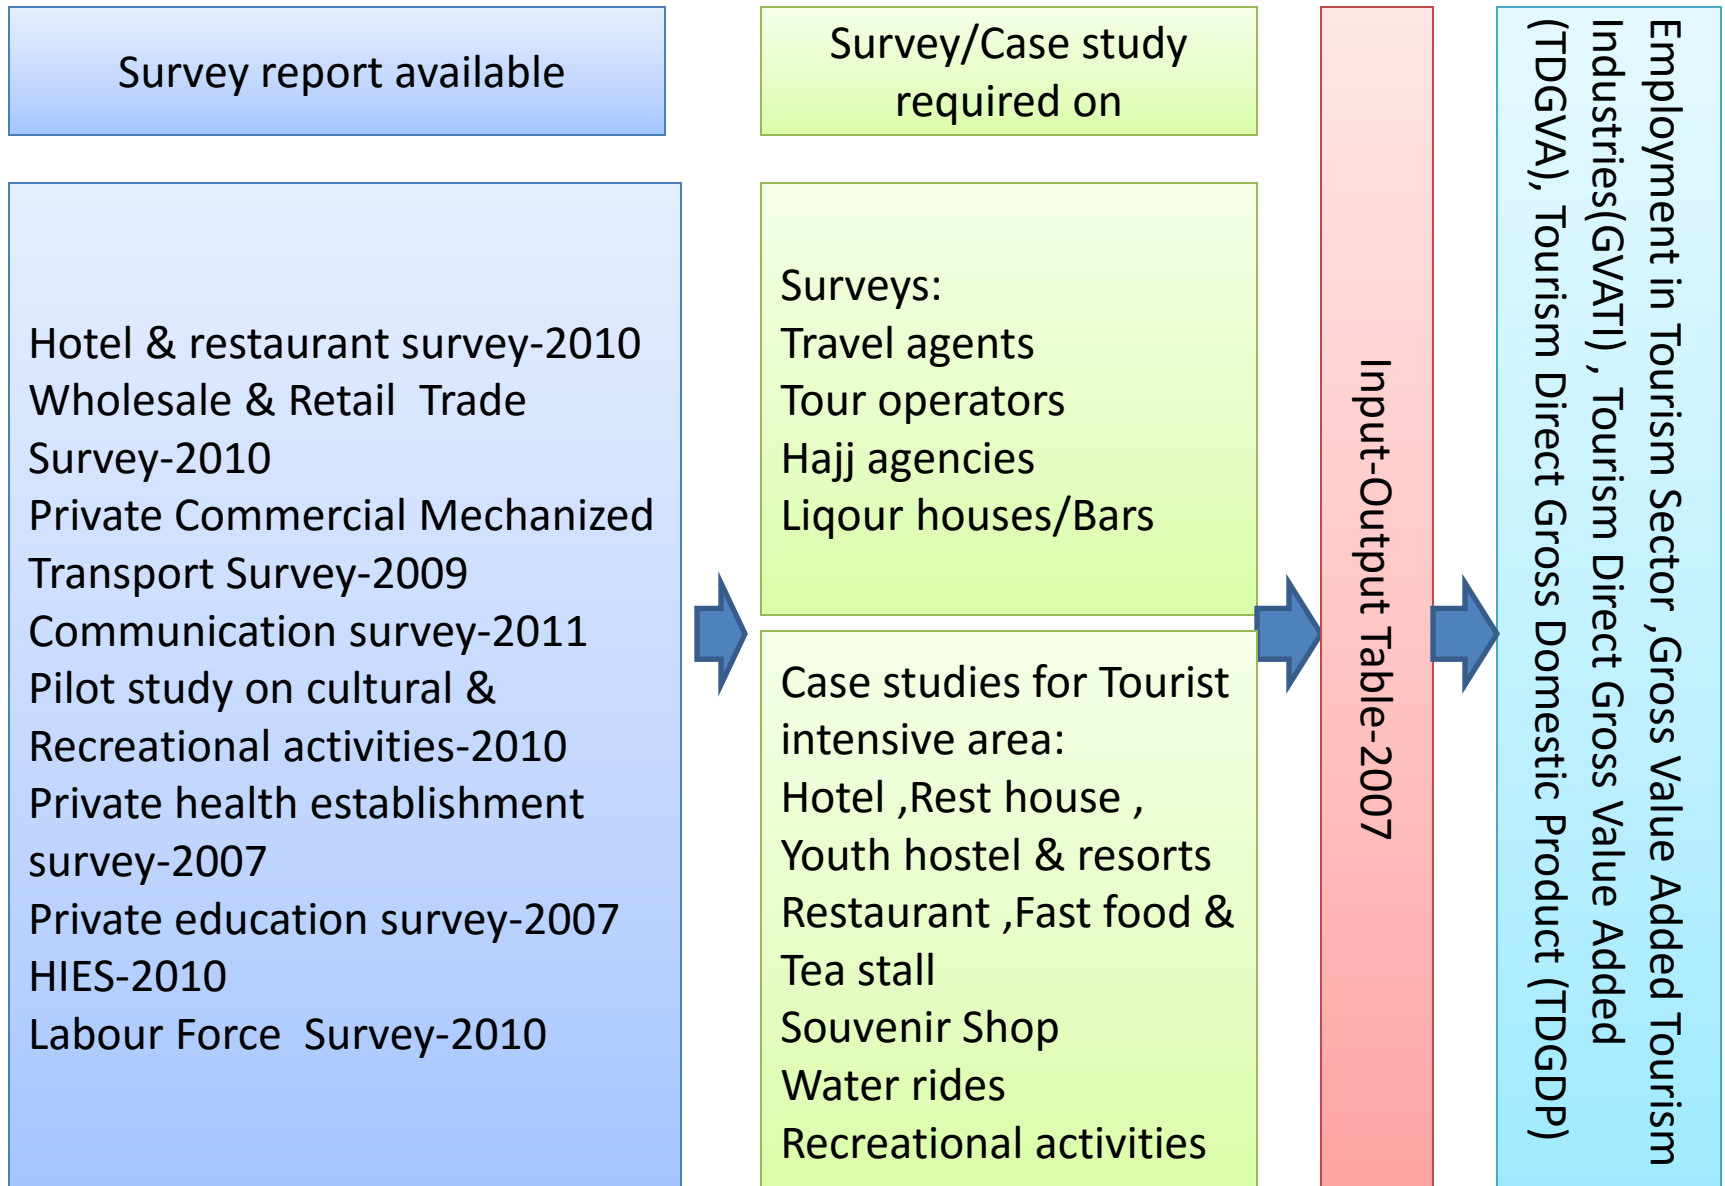 Survey report available
Survey/Case study
required on
Hotel & restaurant survey-2010
Wholesale & Retail  Trade
Survey-2010
Private Commercial Mechanized
Transport Survey-2009
Communication survey-2011
Pilot study on cultural &
Recreational activities-2010
Private health establishment
survey-2007
Private education survey-2007
HIES-2010
Labour Force  Survey-2010
Surveys:
Travel agents
Tour operators
Hajj agencies
Liqour houses/Bars
Case studies for Tourist
intensive area:
Hotel ,Rest house ,
Youth hostel & resorts
Restaurant ,Fast food &
Tea stall
Souvenir Shop
Water rides
Recreational activities
Input-Output Table-2007
Employment in Tourism Sector ,Gross Value Added Tourism
Industries(GVATI) , Tourism Direct Gross Value Added
(TDGVA), Tourism Direct Gross Domestic Product (TDGDP)